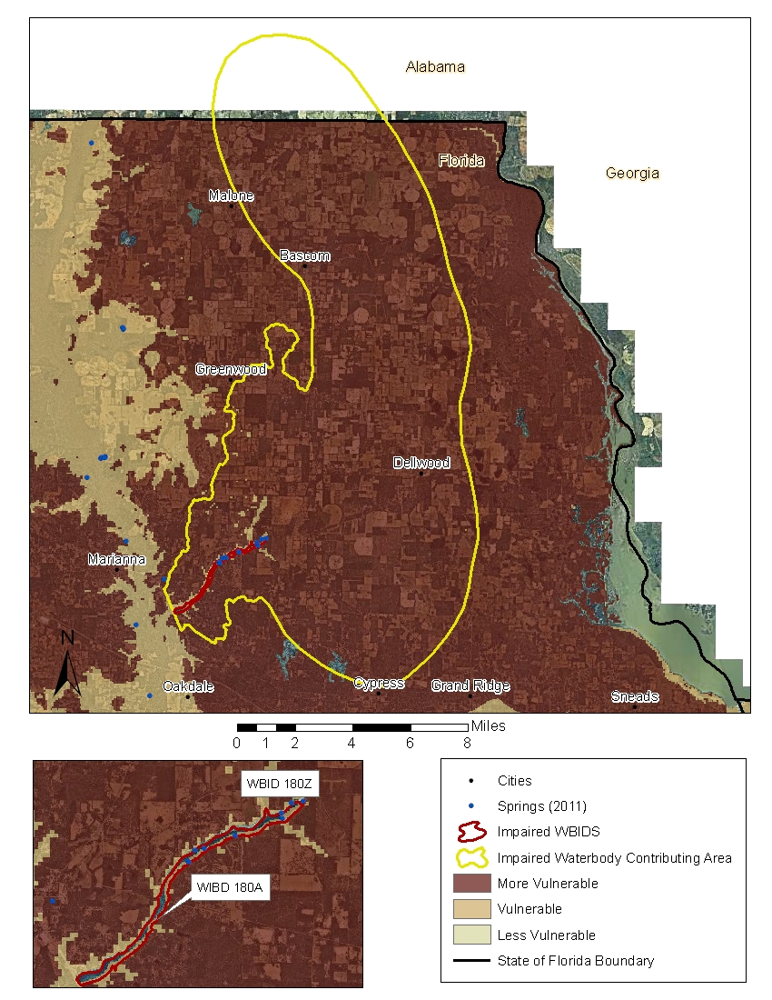 Alabama
Florida
Georgia
Malone
Bascom
Greenwood
Dellwood
Marianna
N
Oakdale
Cypress
Grand Ridge
Sneads
Miles
0 1 2 4 6 8
WBID 180Z
WIBD 180A
Cities
Springs (2011)
Impaired WBIDS
Impaired Waterbody Contributing Area
More Vulnerable
Vulnerable
Less Vulnerable
State of Florida Boundary